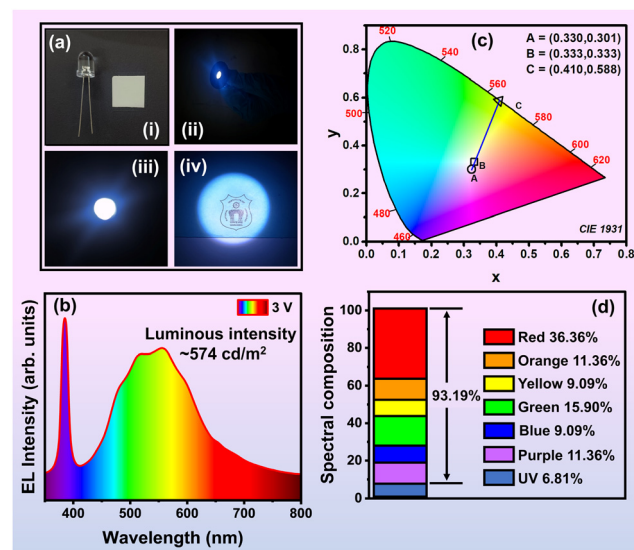 (a)
(i)
(ii)
(iii)
(iv)
(c)
A = (0.330,0.301)
B = (0.333,0.333)
C = (0.410,0.588)
520
540
560
580
600
620
500
480
460
C
B
A
CIE 1931
y
0.8
0.6
0.4
0.2
0.0
0.0 0.1 0.2 0.3 0.4 0.5 0.6 0.7 0.8
x
(b)
3 V
Luminous intensity
~574 cd/m²
EL Intensity (arb. units)
400 500 600 700 800
Wavelength (nm)
(d)
Spectral composition
100
80
60
40
20
0
93.19%
Red 36.36%
Orange 11.36%
Yellow 9.09%
Green 15.90%
Blue 9.09%
Purple 11.36%
UV 6.81%